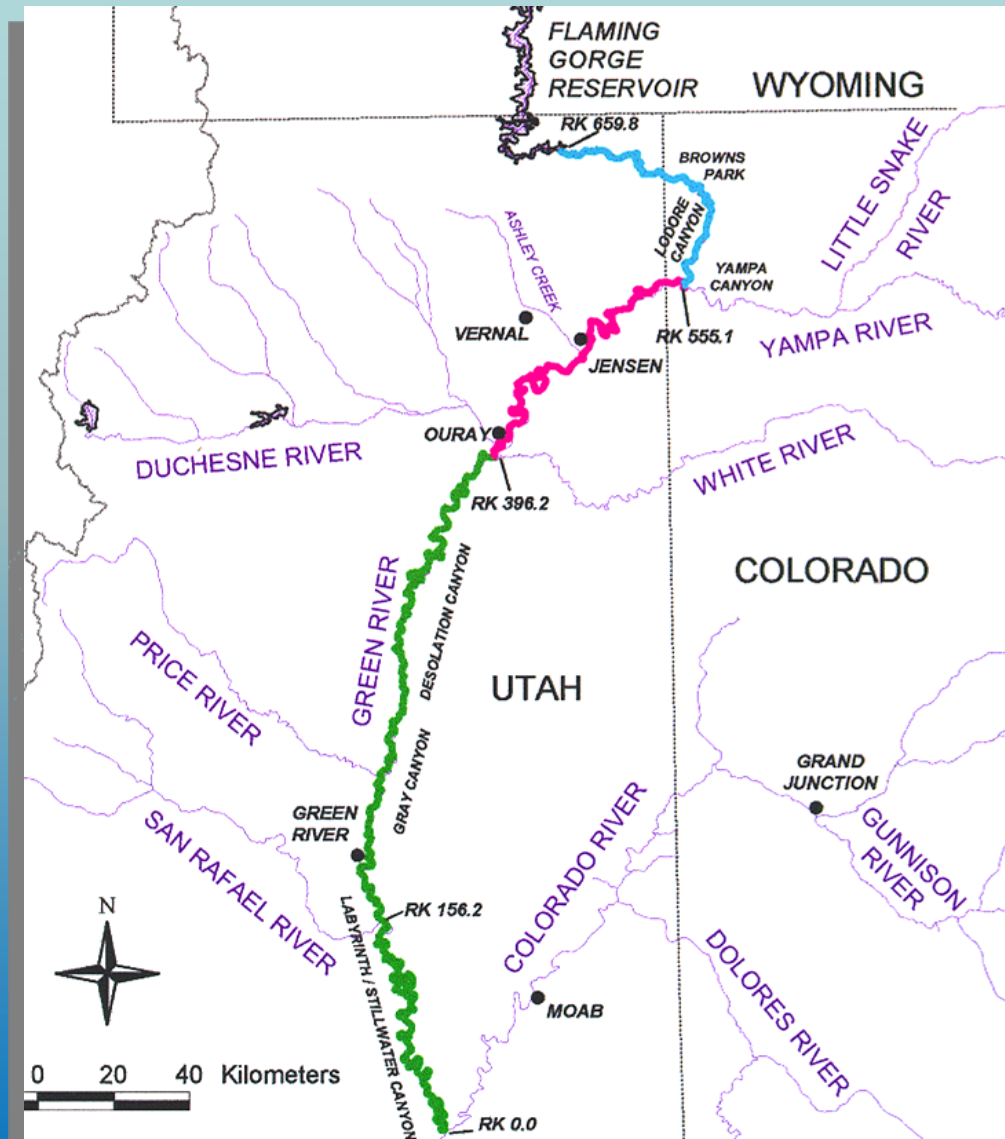 FLAMING
GORGE
RESERVOIR
WYOMING
RK 659.8
BROWNS
PARK
LITTLE SNAKE
RIVER
LODORE
CANYON
ASHLEY CREEK
YAMPA
CANYON
VERNAL
RK 555.1
YAMPA RIVER
JENSEN
OURAY
DUCHESNE RIVER
WHITE RIVER
RK 396.2
GREEN RIVER
DESOLATION CANYON
COLORADO
PRICE RIVER
UTAH
GRAND
JUNCTION
GRAY CANYON
GREEN
RIVER
SAN RAFAEL RIVER
COLORADO RIVER
GUNNISON
RIVER
LABYRINTH / STILLWATER CANYON
RK 156.2
N
DOLORES RIVER
MOAB
0 20 40 Kilometers
RK 0.0